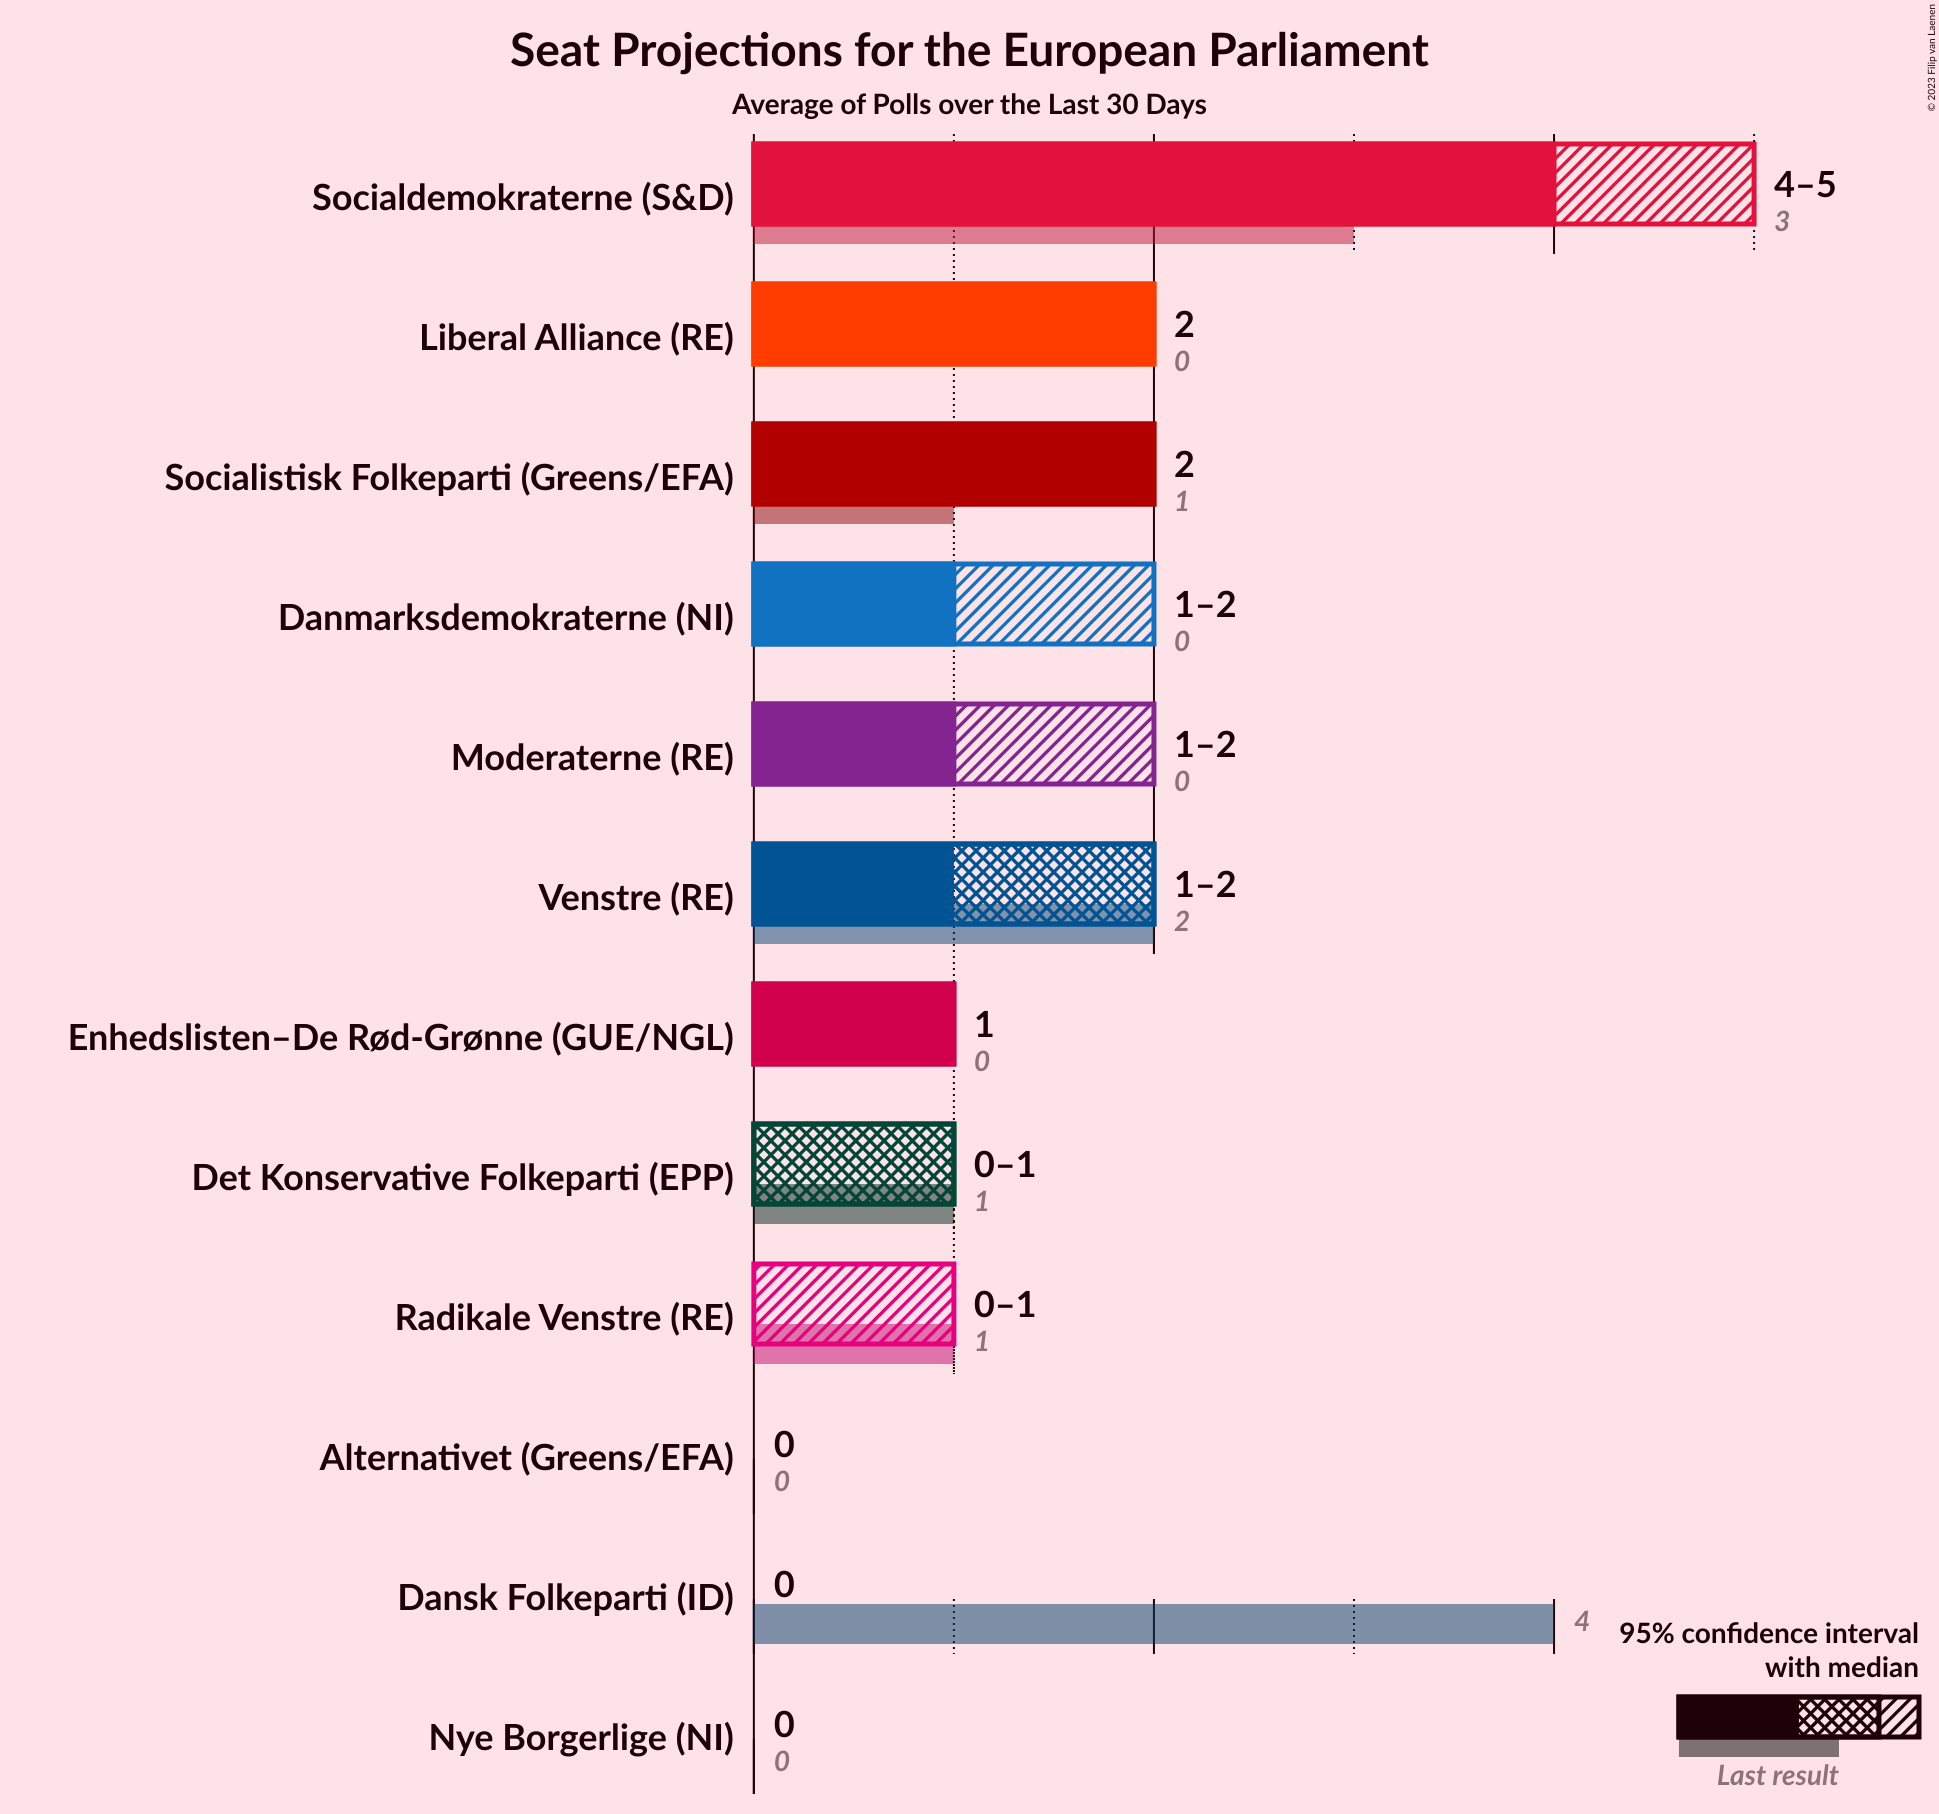 Seat Projections for the European Parliament
Average of Polls over the Last 30 Days
© 2023 Filip van Laenen
Socialdemokraterne (S&D)
4–5
3
Liberal Alliance (RE)
2
0
Socialistisk Folkeparti (Greens/EFA)
2
1
Danmarksdemokraterne (NI)
1–2
0
Moderaterne (RE)
1–2
0
Venstre (RE)
1–2
2
Enhedslisten–De Rød-Grønne (GUE/NGL)
1
0
Det Konservative Folkeparti (EPP)
0–1
1
Radikale Venstre (RE)
0–1
1
Alternativet (Greens/EFA)
0
0
Dansk Folkeparti (ID)
0
4
Nye Borgerlige (NI)
0
0
95% confidence interval
with median
Last result